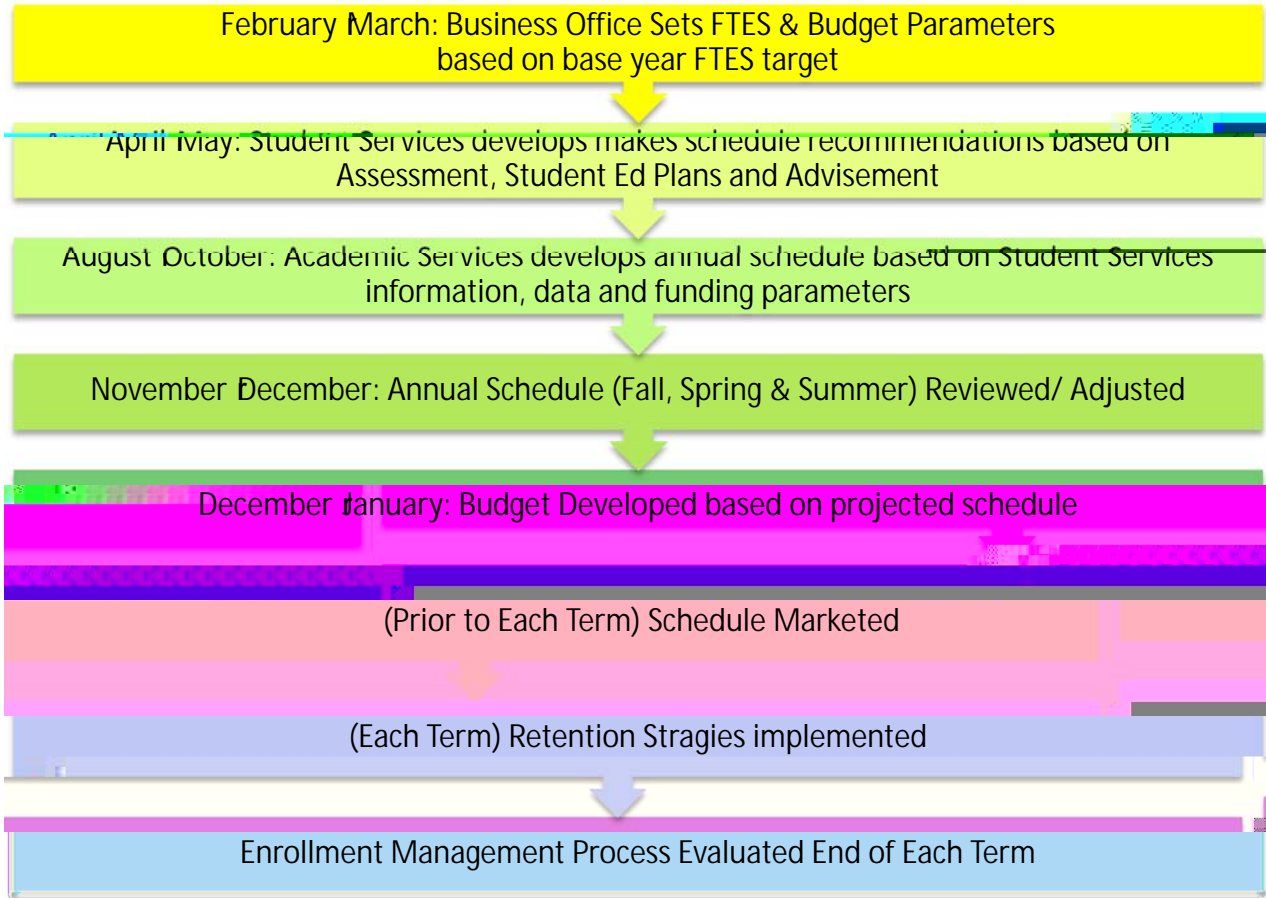 February March: Business Office Sets FTES & Budget Parameters
based on base year FTES target
April May: Student Services develops makes schedule recommendations based on
Assessment, Student Ed Plans and Advisement
August October: Academic Services develops annual schedule based on Student Services
information, data and funding parameters
November December: Annual Schedule (Fall, Spring & Summer) Reviewed/ Adjusted
December January: Budget Developed based on projected schedule
(Prior to Each Term) Schedule Marketed
(Each Term) Retention Stragies implemented
Enrollment Management Process Evaluated End of Each Term